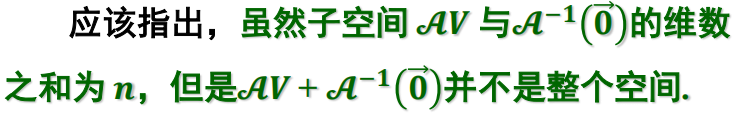 应该指出，虽然子空间 𝒜V 与𝒜⁻¹(0⃗)的维数
之和为 n，但是𝒜V + 𝒜⁻¹(0⃗)并不是整个空间.